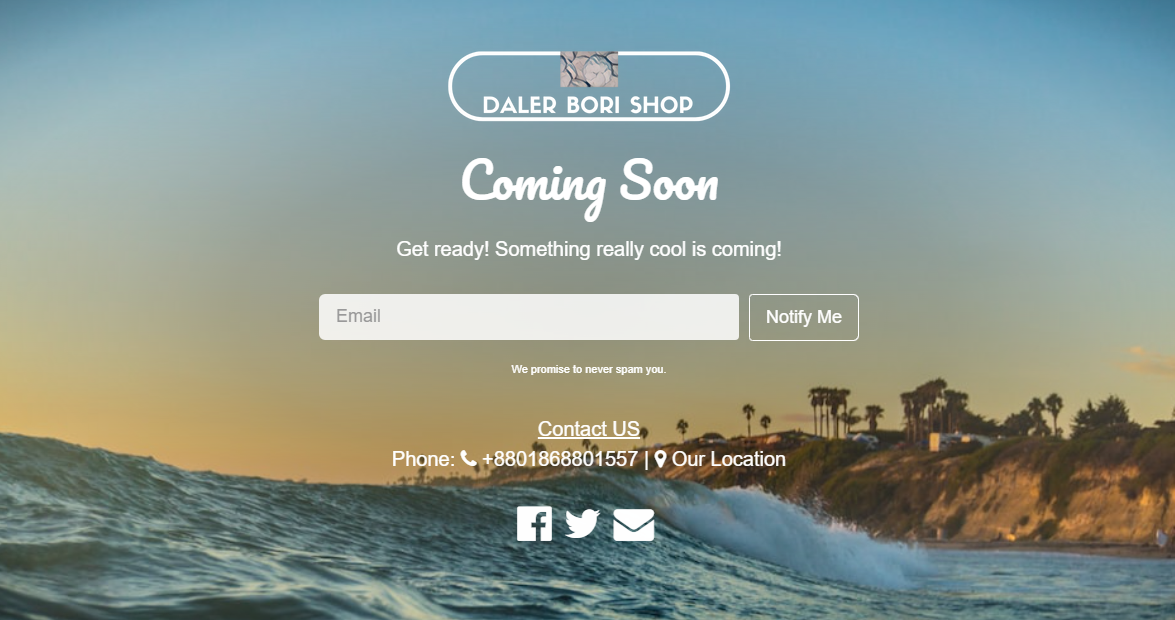 DALER BORI SHOP
Coming Soon
Get ready! Something really cool is coming!
Email
Notify Me
We promise to never spam you.
Contact US
Phone: +8801868801557 | Our Location